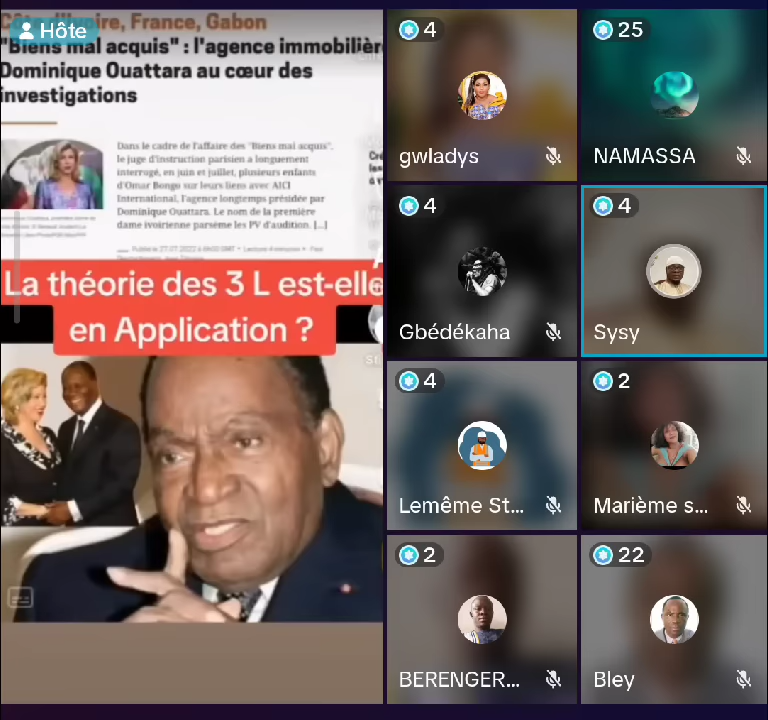 Côte d'Ivoire, France, Gabon
Hôte
"Biens mal acquis" : l'agence immobilièr
Dominique Ouattara au cœur des
investigations
Dans le cadre de l'affaire des "Biens mal acquis",
le juge d'instruction parisien a longuement
interrogé, en juin et juillet, plusieurs enfants
d'Omar Bongo sur leurs liens avec AICI
International, l'agence longtemps présidée par
Dominique Ouattara. Le nom de la première
dame ivoirienne parsème les PV d'audition. [...]
La théorie des 3 L est-elle
en Application ?
4
gwladys
25
NAMASSA
4
Gbédékaha
4
Sysy
4
Lemême St...
2
Marième s...
2
BERENGER...
22
Bley